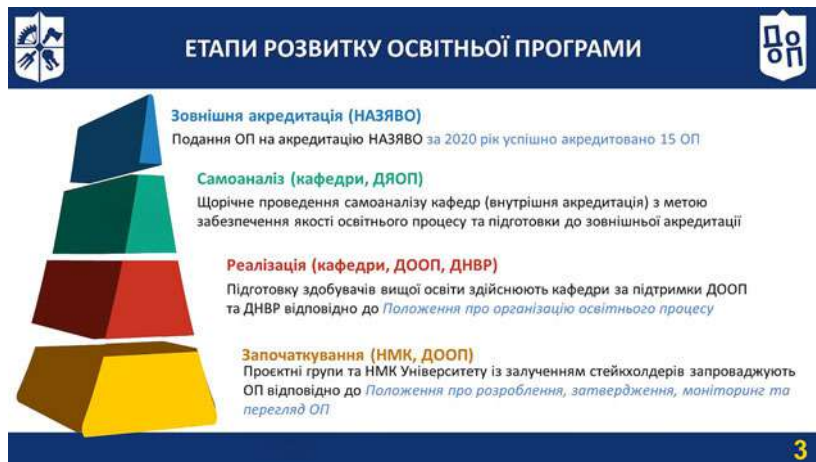 ЕТАПИ РОЗВИТКУ ОСВІТНЬОЇ ПРОГРАМИ
До
оП
Зовнішня акредитація (НАЗЯВО)
Подання ОП на акредитацію НАЗЯВО за 2020 рік успішно акредитовано 15 ОП
Самоаналіз (кафедри, ДЯОП)
Щорічне проведення самоаналізу кафедр (внутрішня акредитація) з метою
забезпечення якості освітнього процесу та підготовки до зовнішньої акредитації
Реалізація (кафедри, ДООП, ДНВР)
Підготовку здобувачів вищої освіти здійснюють кафедри за підтримки ДООП
та ДНВР відповідно до Положення про організацію освітнього процесу
Започаткування (НМК, ДООП)
Проєктні групи та НМК Університету із залученням стейкхолдерів запроваджують
ОП відповідно до Положення про розроблення, затвердження, моніторинг та
перегляд ОП
3